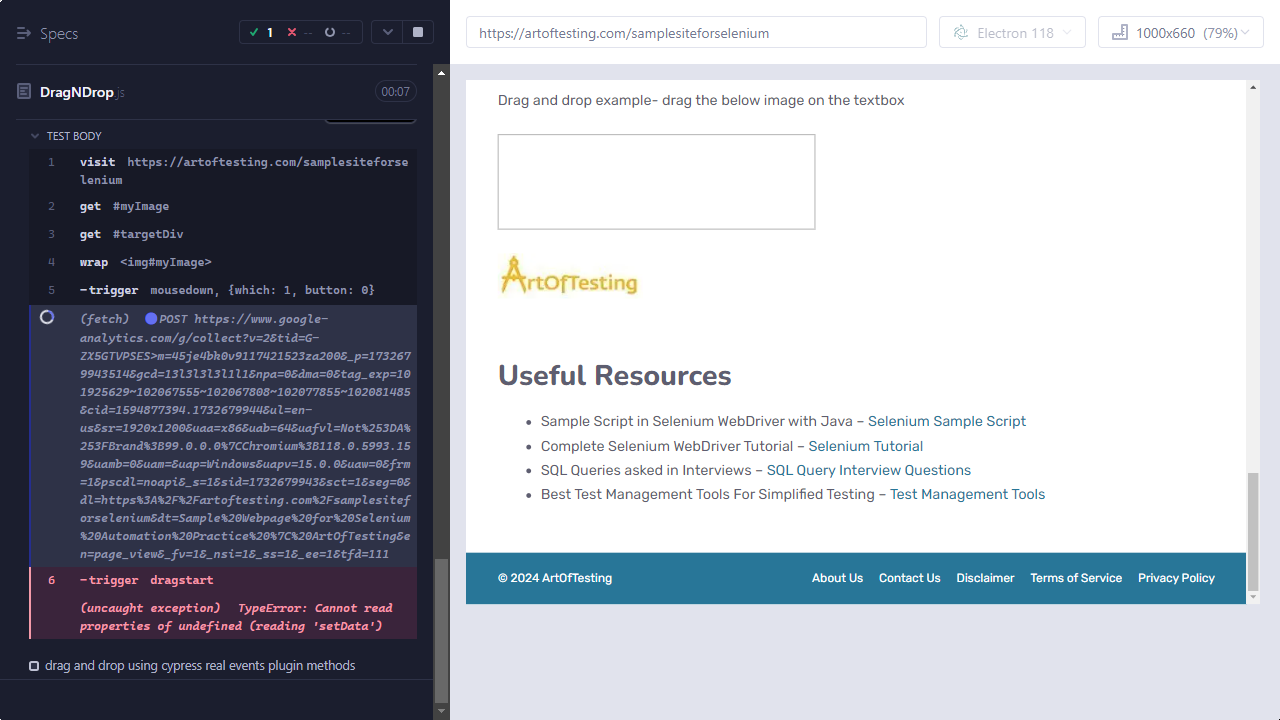 Specs
1
--
--
DragNDrop.js
00:07
TEST BODY
1 visit https://artoftesting.com/samplesiteforse
lenium
2 get #myImage
3 get #targetDiv
4 wrap <img#myImage>
5 -trigger mousedown, {which: 1, button: 0}
(fetch) POST https://www.google-
analytics.com/g/collect?v=2&tid=G-
ZX5GTVPSES>m=45je4bk0v9117421523za200&_p=173267
9943514&gcd=13l3l3l3l1l1&npa=0&dma=0&tag_exp=10
1925629~102067555~102067808~102077855~102081485
&cid=1594877394.1732679944&ul=en-
us&sr=1920x1200&uaa=x86&uab=64&uafvl=Not%253DA%
253FBrand%3B99.0.0.0%7CChromium%3B118.0.5993.15
9&uamb=0&uam=&uap=Windows&uapv=15.0.0&uaw=0&frm
=1&pscdl=noapi&_s=1&sid=1732679943&sct=1&seg=0&
dl=https%3A%2F%2Fartoftesting.com%2Fsamplesitef
orselenium&dt=Sample%20Webpage%20for%20Selenium
%20Automation%20Practice%20%7C%20ArtOfTesting&e
n=page_view&_fv=1&_nsi=1&_ss=1&_ee=1&tfd=111
6 -trigger dragstart
(uncaught exception) TypeError: Cannot read
properties of undefined (reading 'setData')
drag and drop using cypress real events plugin methods
https://artoftesting.com/samplesiteforselenium
Electron 118
1000x660 (79%)
Drag and drop example- drag the below image on the textbox
ArtOfTesting
Useful Resources
• Sample Script in Selenium WebDriver with Java – Selenium Sample Script
• Complete Selenium WebDriver Tutorial – Selenium Tutorial
• SQL Queries asked in Interviews – SQL Query Interview Questions
• Best Test Management Tools For Simplified Testing – Test Management Tools
© 2024 ArtOfTesting
About Us Contact Us Disclaimer Terms of Service Privacy Policy